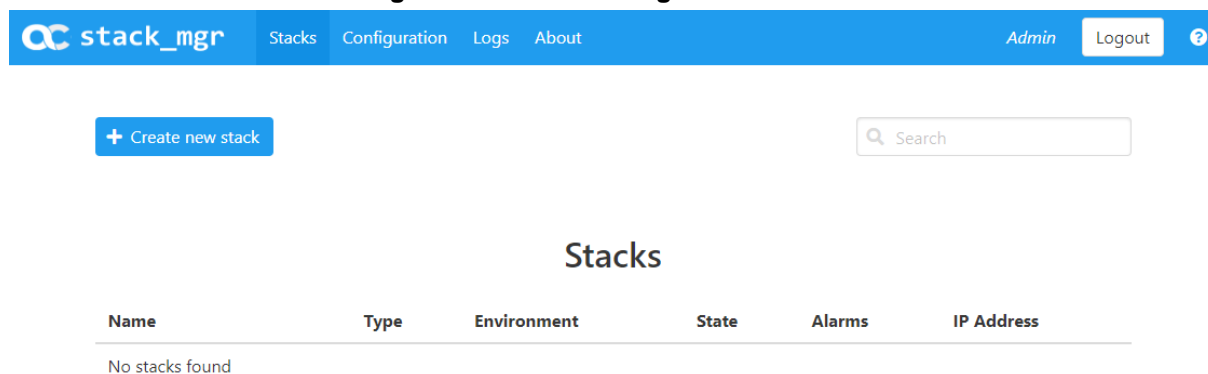 stack_mgr Stacks Configuration Logs About Admin Logout ?
+ Create new stack Search
Stacks
Name Type Environment State Alarms IP Address
No stacks found